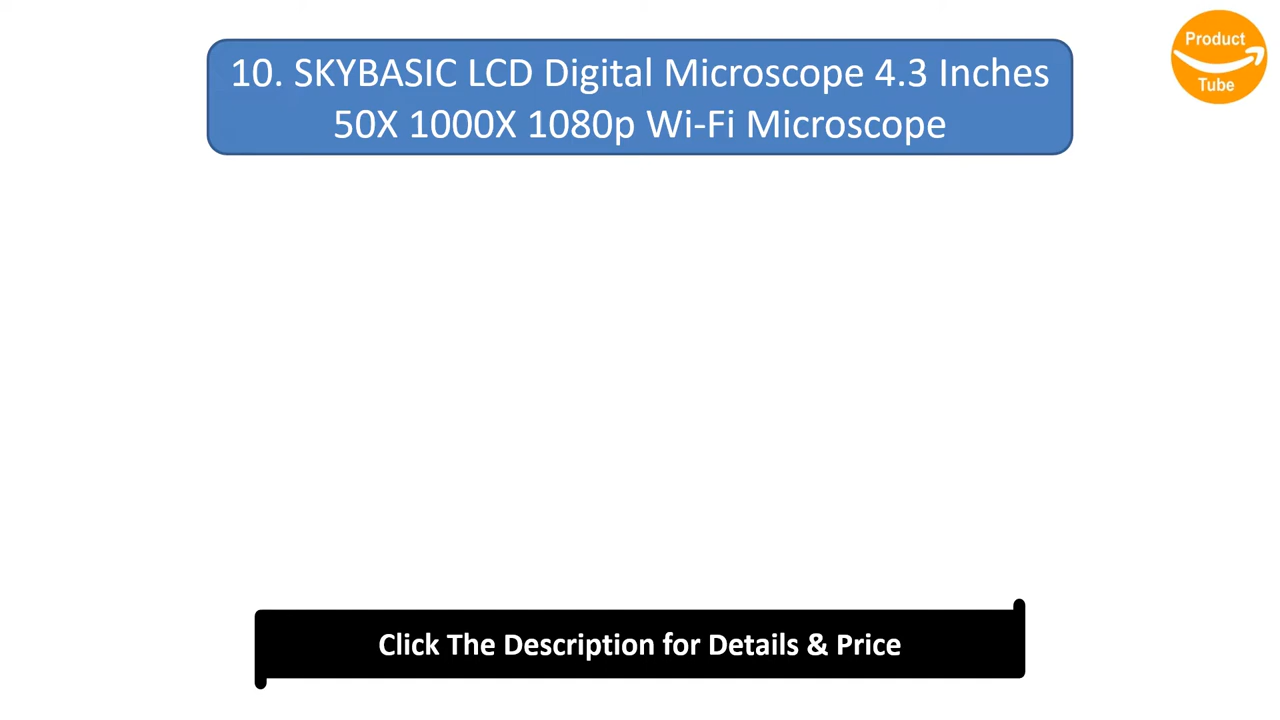 10. SKYBASIC LCD Digital Microscope 4.3 Inches
50X 1000X 1080p Wi-Fi Microscope
Product
Tube
Click The Description for Details & Price